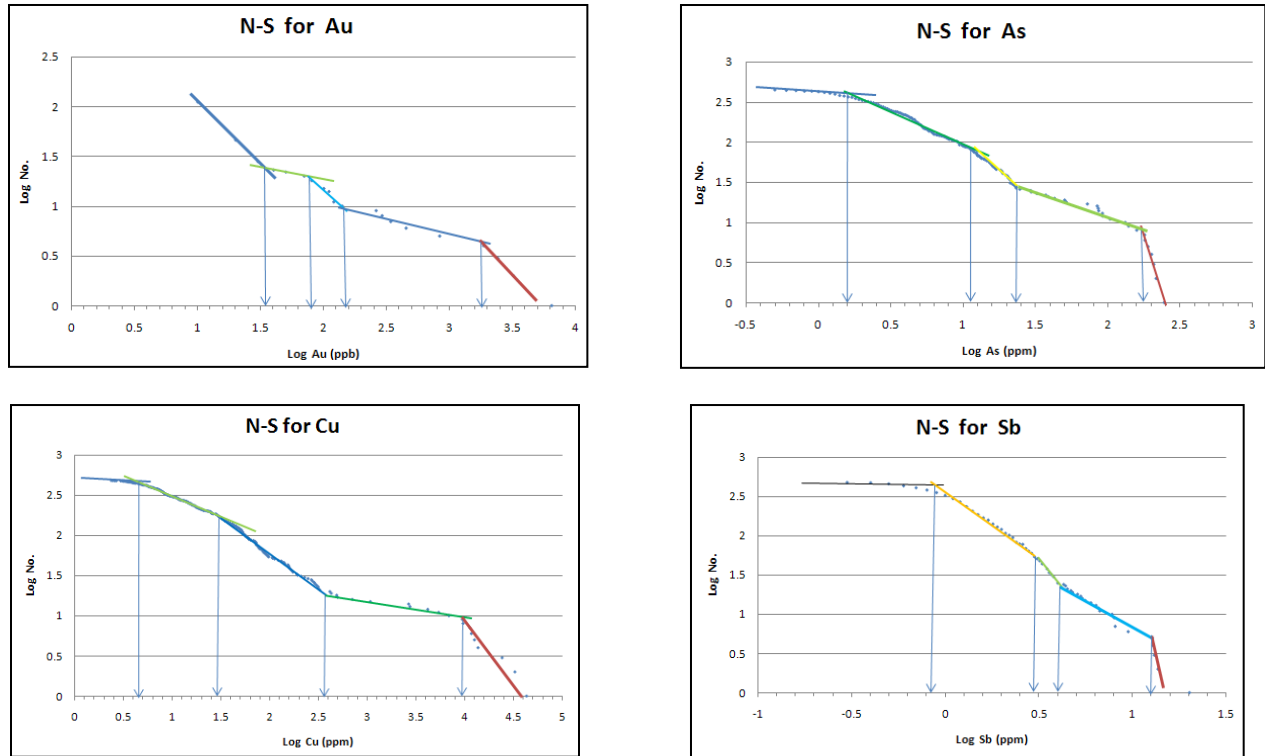 N-S for Au
2.5
2
1.5
1
0.5
0
Log No.
0 0.5 1 1.5 2 2.5 3 3.5 4
Log Au (ppb)
N-S for As
3
2.5
2
1.5
1
0.5
0
Log No.
-0.5 0 0.5 1 1.5 2 2.5 3
Log As (ppm)
N-S for Cu
3
2.5
2
1.5
1
0.5
0
Log No.
0 0.5 1 1.5 2 2.5 3 3.5 4 4.5 5
Log Cu (ppm)
N-S for Sb
3
2.5
2
1.5
1
0.5
0
Log No.
-1 -0.5 0 0.5 1 1.5
Log Sb (ppm)